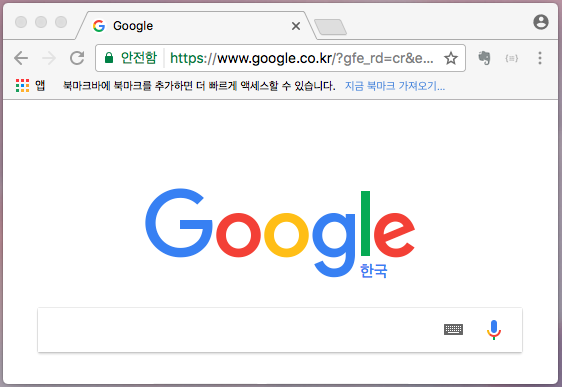 Google
안전함 https://www.google.co.kr/?gfe_rd=cr&e...
앱 북마크바에 북마크를 추가하면 더 빠르게 액세스할 수 있습니다. 지금 북마크 가져오기...
Google
한국